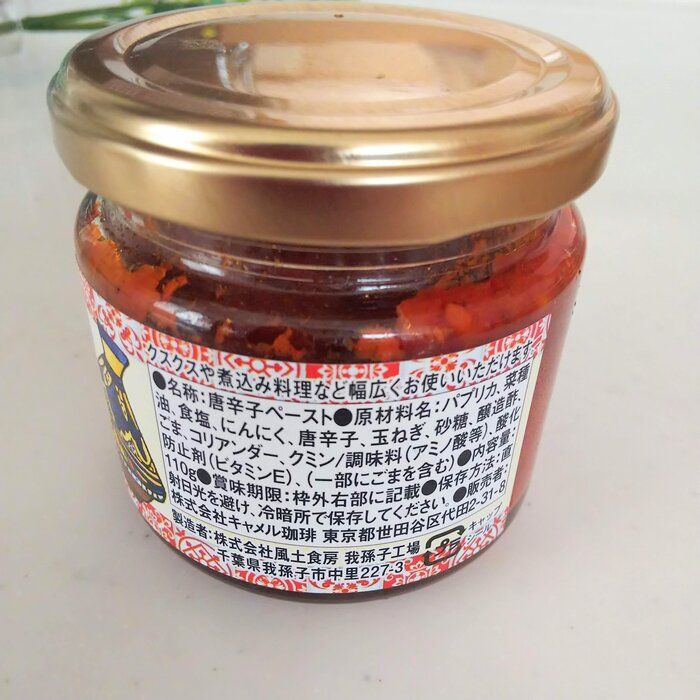 クスクスや煮込み料理など幅広くお使いいただけます。
●名称：唐辛子ペースト●原材料名：パプリカ、菜種
油、食塩、にんにく、唐辛子、玉ねぎ、砂糖、醸造酢、
ごま、コリアンダー、クミン/調味料（アミノ酸等）、酸化
防止剤（ビタミンE）、（一部にごまを含む）●内容量：
110g●賞味期限：枠外右部に記載●保存方法：直
射日光を避け、冷暗所で保存してください。●販売者：
株式会社キャメル珈琲 東京都世田谷区代田2-31-8
製造者：株式会社風土食房 我孫子工場
千葉県我孫子市中里227-3
プラ
キャップ
シール